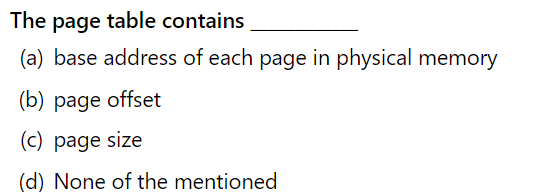 The page table contains ___________
(a) base address of each page in physical memory
(b) page offset
(c) page size
(d) None of the mentioned